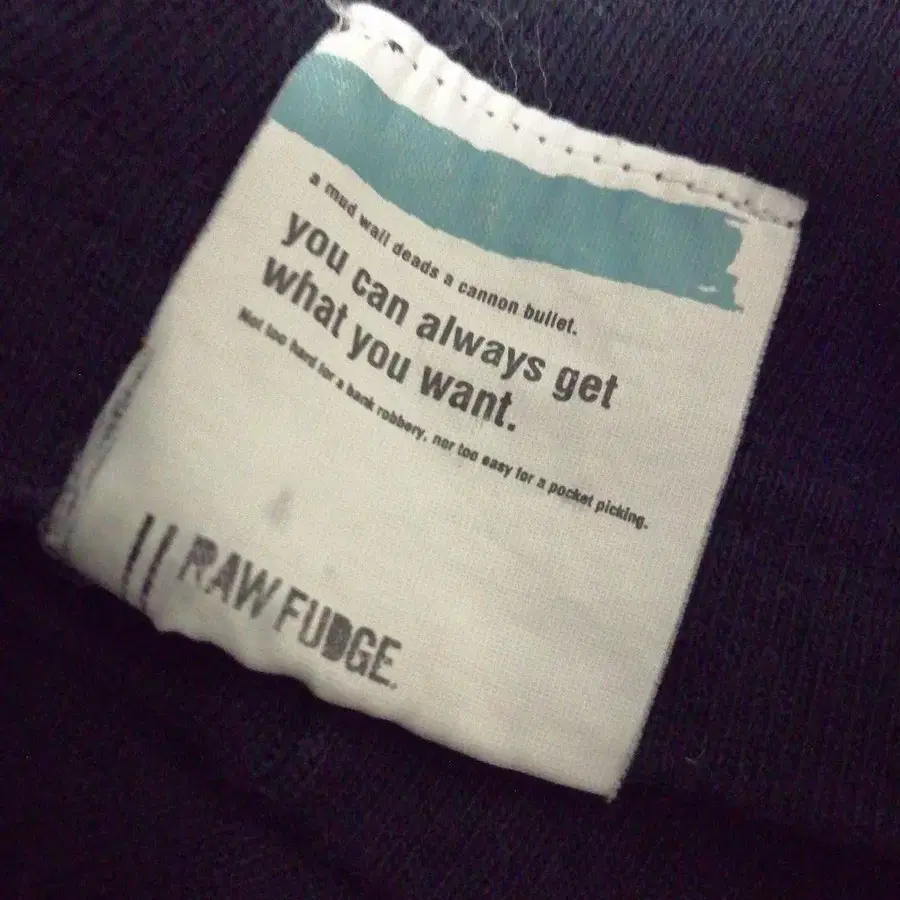 a mud wall deads a cannon bullet.
you can always get
what you want.
Not too hard for a bank robbery, nor too easy for a pocket picking.
RAW FUDGE.